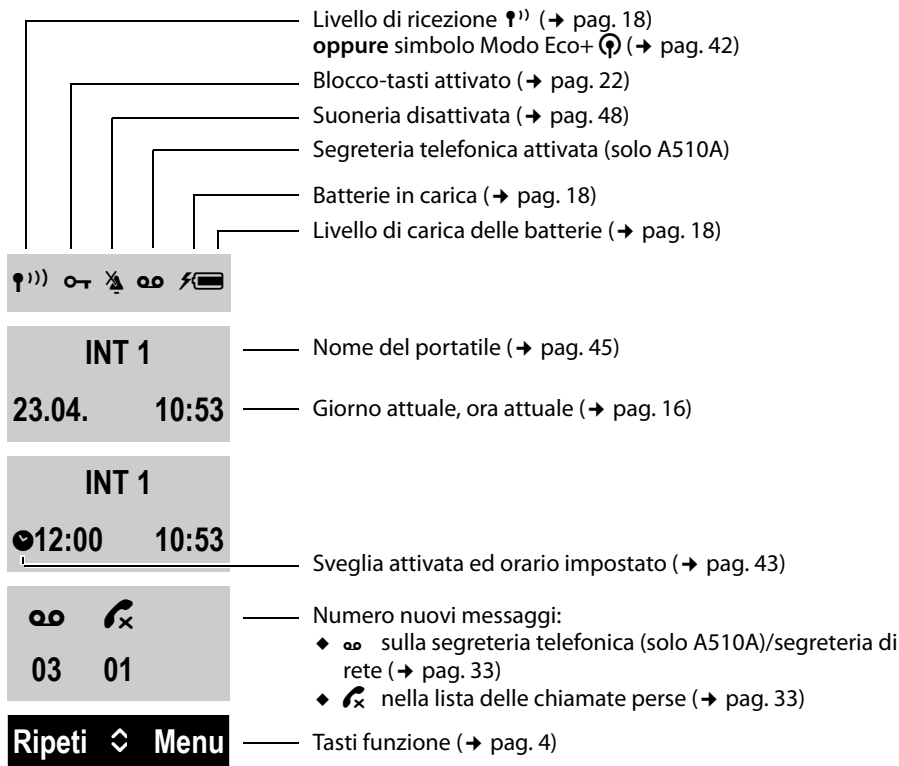 Livello di ricezione (➔ pag. 18)
oppure simbolo Modo Eco+ (➔ pag. 42)
Blocco-tasti attivato (➔ pag. 22)
Suoneria disattivata (➔ pag. 48)
Segreteria telefonica attivata (solo A510A)
Batterie in carica (➔ pag. 18)
Livello di carica delle batterie (➔ pag. 18)
INT 1
Nome del portatile (➔ pag. 45)
23.04. 10:53
Giorno attuale, ora attuale (➔ pag. 16)
INT 1
12:00 10:53
Sveglia attivata ed orario impostato (➔ pag. 43)
Numero nuovi messaggi:
◆ sulla segreteria telefonica (solo A510A)/segreteria di
rete (➔ pag. 33)
◆ nella lista delle chiamate perse (➔ pag. 33)
03 01
Ripeti Menu
Tasti funzione (➔ pag. 4)